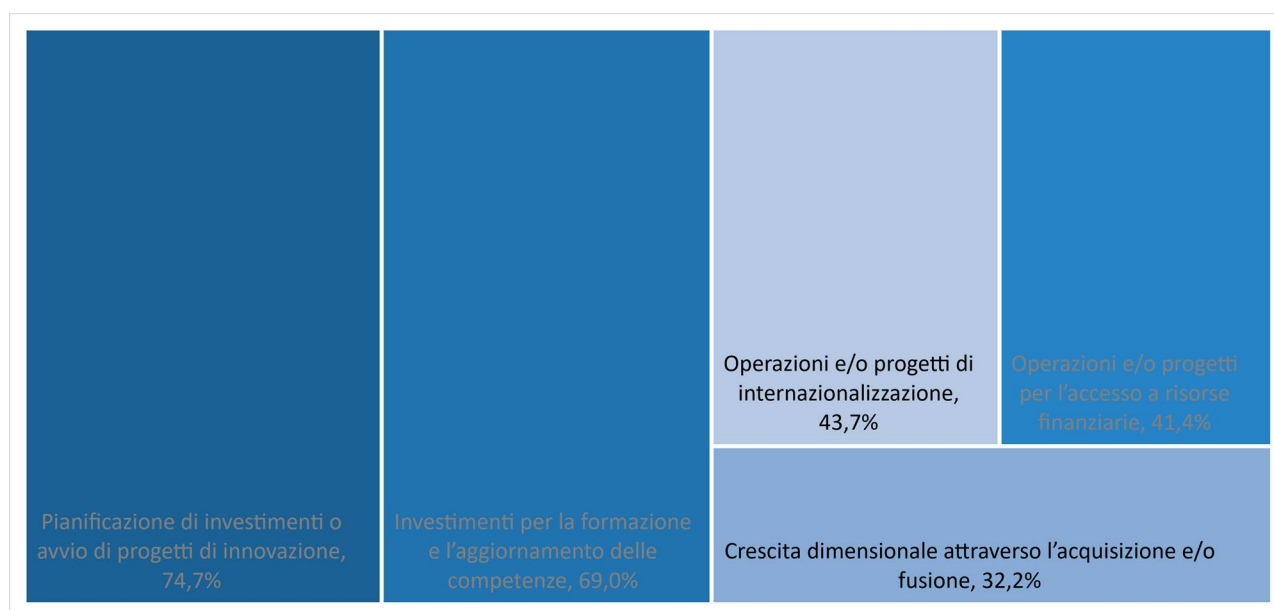 Pianificazione di investimenti o
avvio di progetti di innovazione,
74,7%
Investimenti per la formazione
e l’aggiornamento delle
competenze, 69,0%
Operazioni e/o progetti di
internazionalizzazione,
43,7%
Operazioni e/o progetti
per l’accesso a risorse
finanziarie, 41,4%
Crescita dimensionale attraverso l’acquisizione e/o
fusione, 32,2%